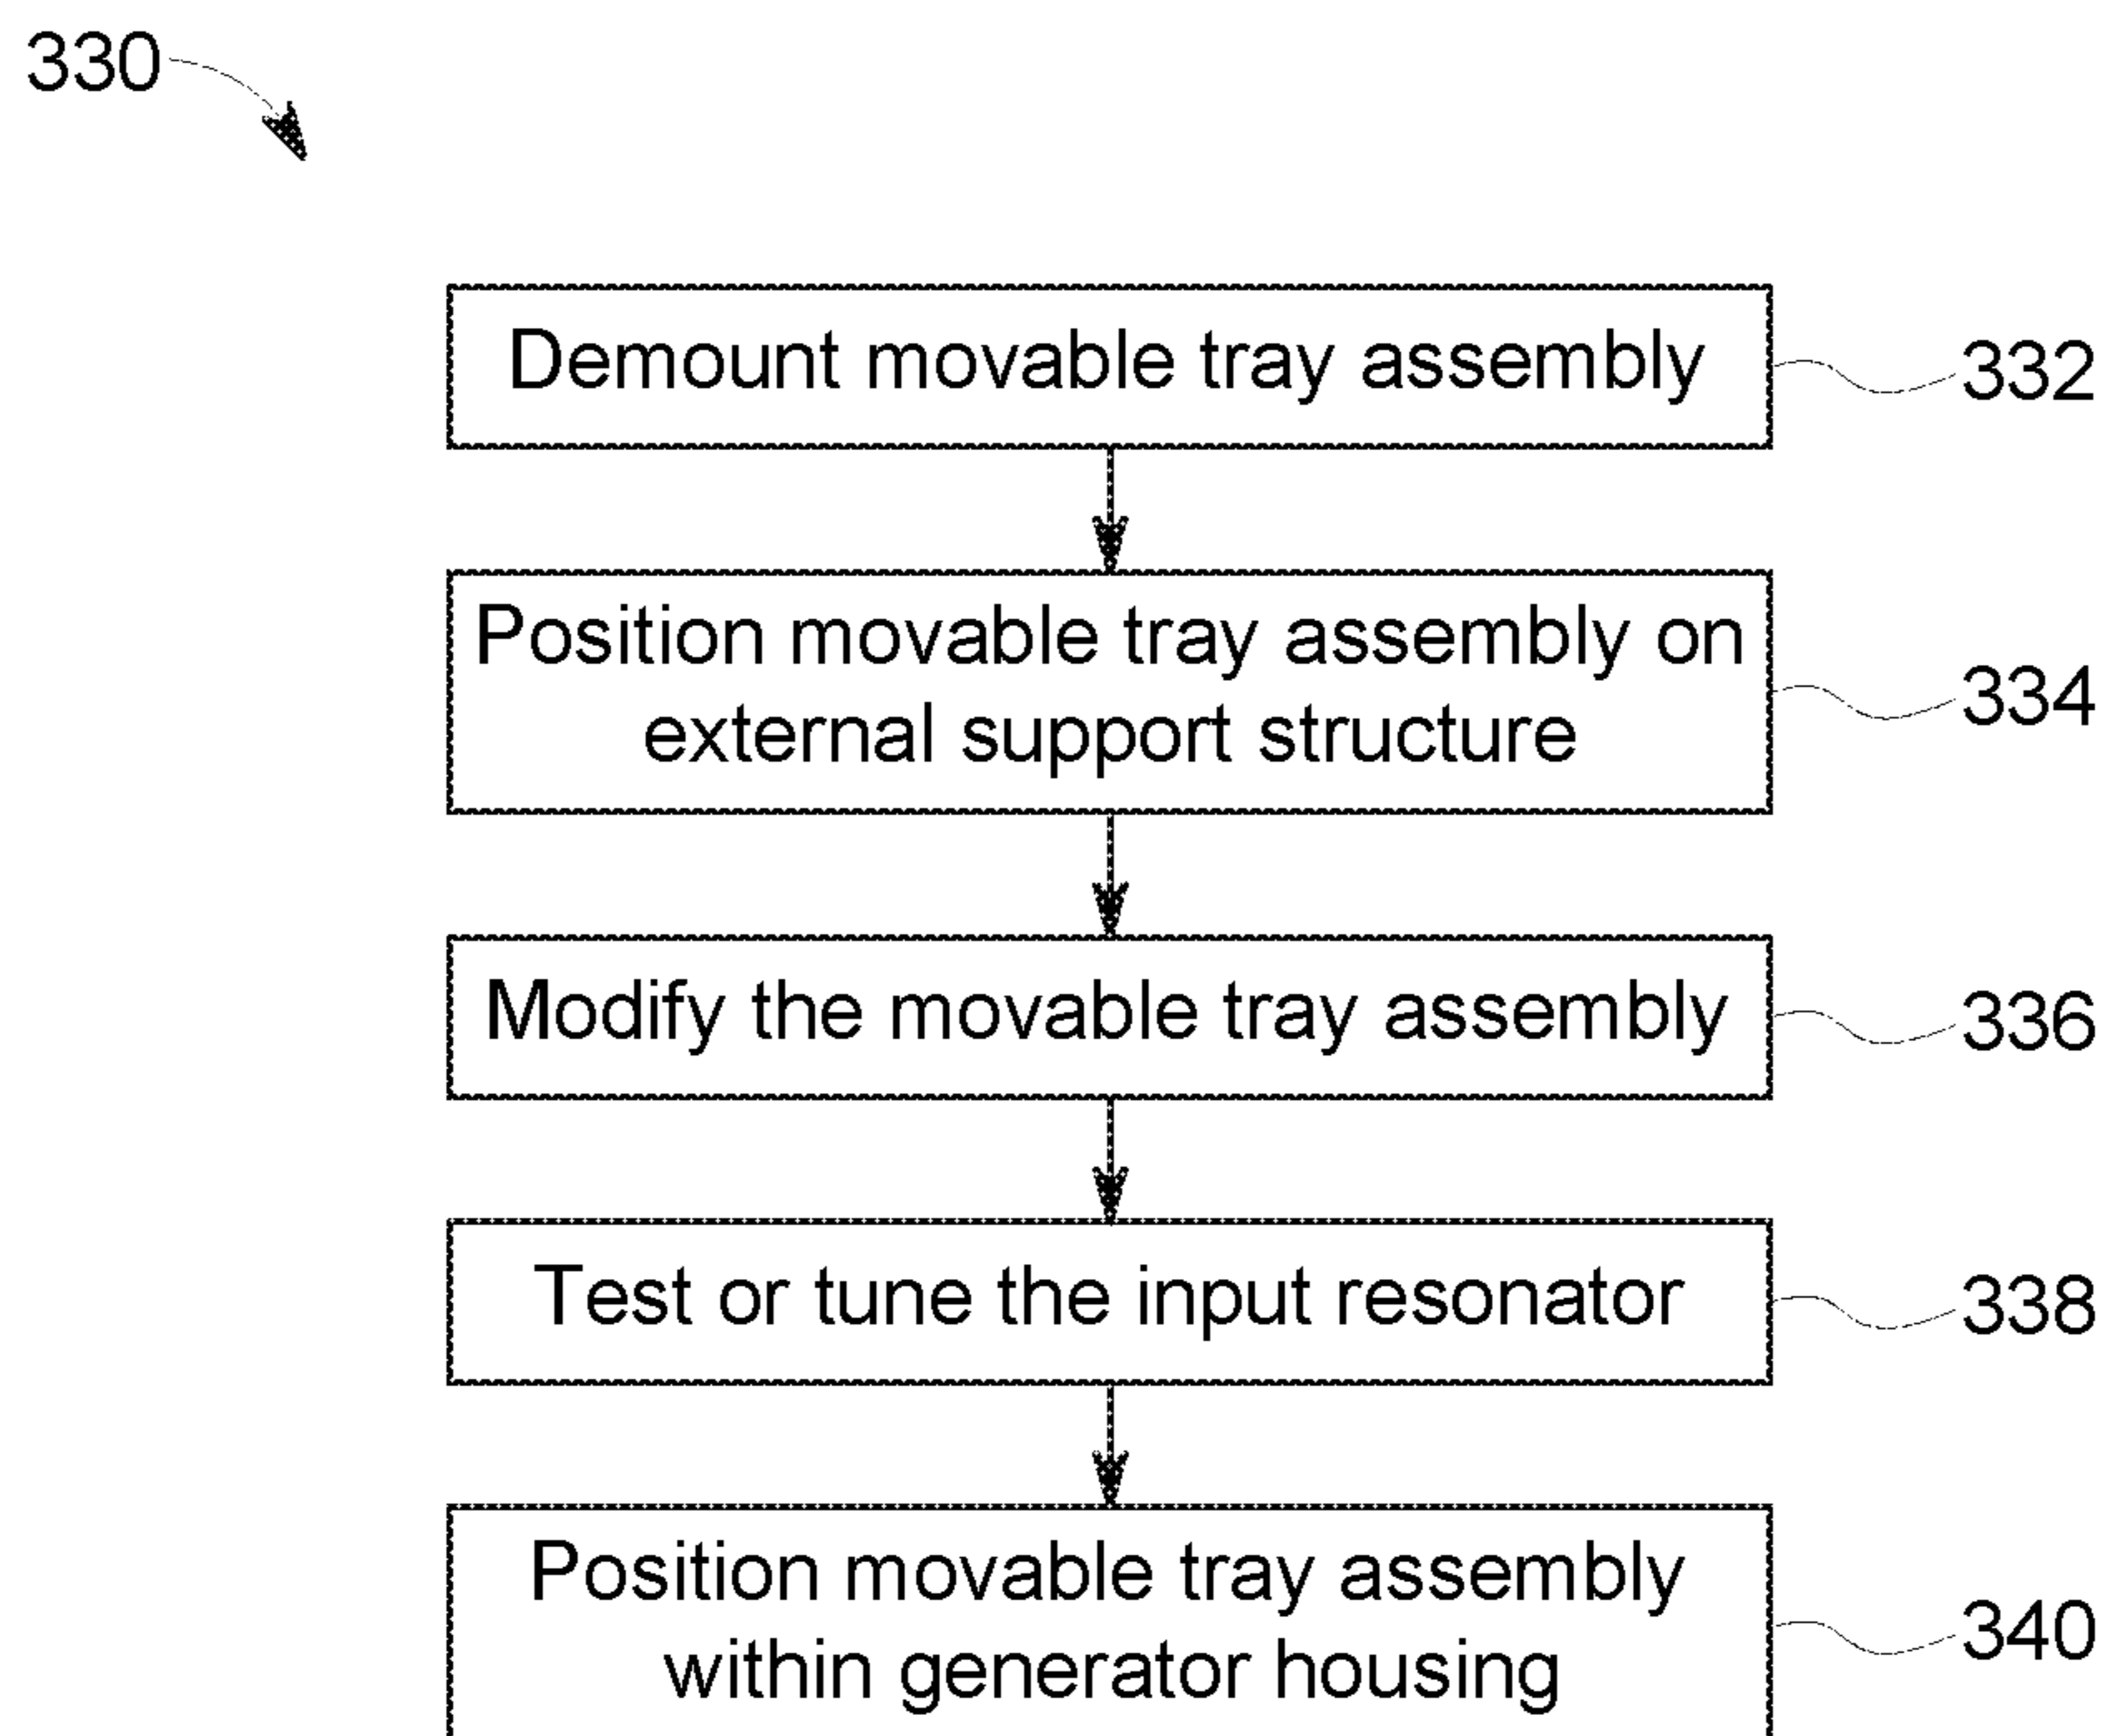 330
Demount movable tray assembly
332
Position movable tray assembly on
external support structure
334
Modify the movable tray assembly
336
Test or tune the input resonator
338
Position movable tray assembly
within generator housing
340